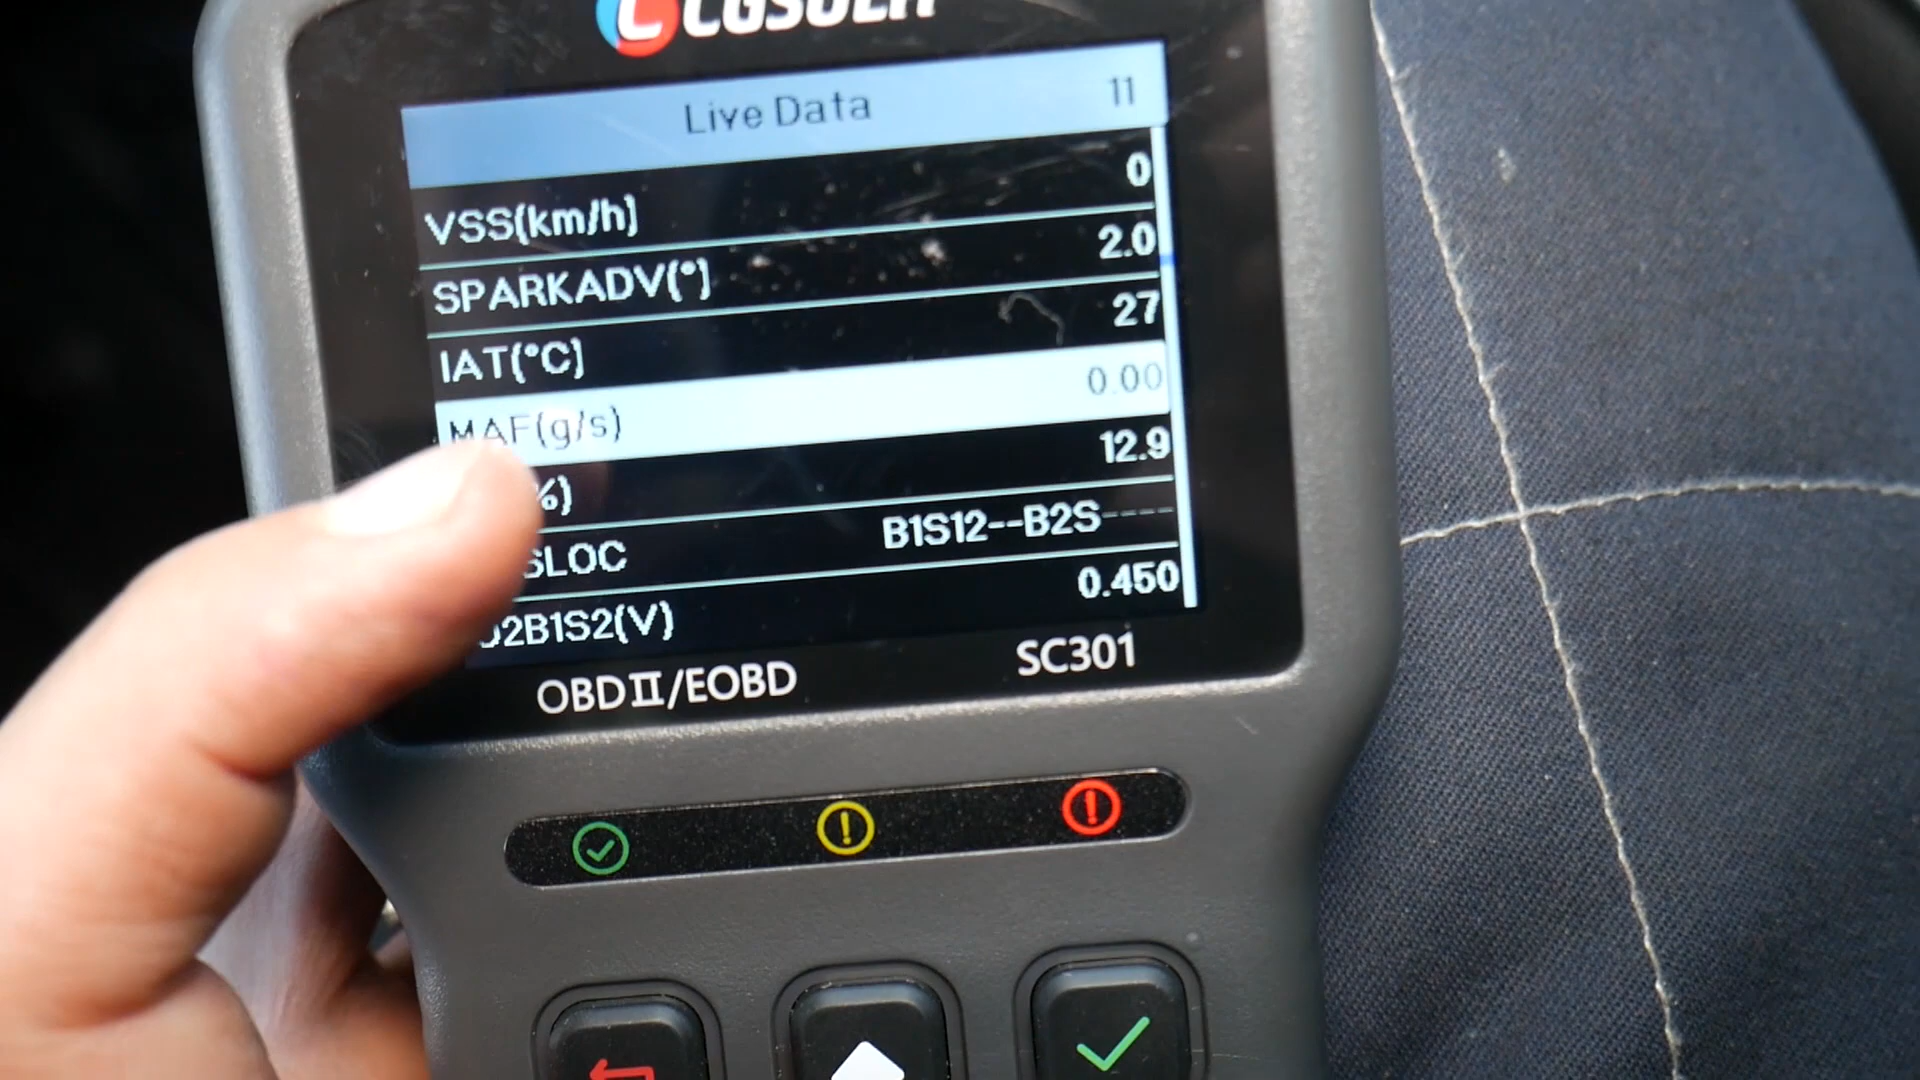 Live Data 11
VSS(km/h) 0
SPARKADV(°) 2.0
IAT(°C) 27
MAF(g/s) 0.00
%) 12.9
SLOC B1S12--B2S----
O2B1S2(V) 0.450
OBDII/EOBD SC301